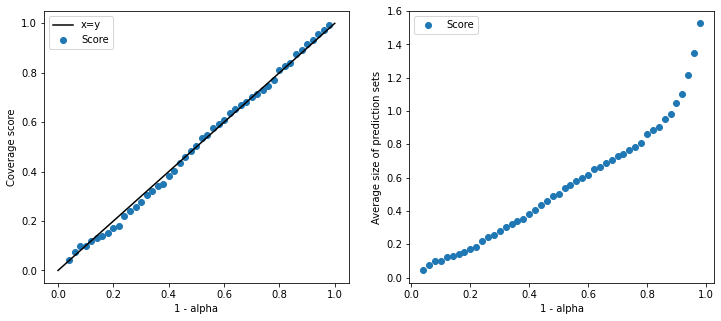 x=y
Score
Coverage score
1.0
0.8
0.6
0.4
0.2
0.0
0.0 0.2 0.4 0.6 0.8 1.0
1 - alpha
Score
Average size of prediction sets
1.6
1.4
1.2
1.0
0.8
0.6
0.4
0.2
0.0
0.0 0.2 0.4 0.6 0.8 1.0
1 - alpha